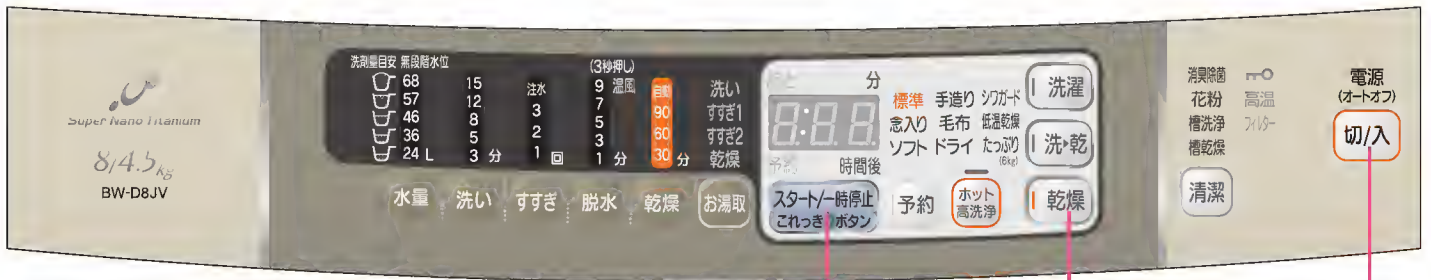 Super Nano Titanium
8/4.5kg
BW-D8JV
洗剤量目安 無段階水位
68
57
46
36
24 L
15
12
8
5
3 分
注水
3
2
1 回
(3秒押し)
9 温風
7
5
3
1 分
自動
90
60
30 分
洗い
すすぎ1
すすぎ2
乾燥
水量
洗い
すすぎ
脱水
乾燥
お湯取
分
8:88
予約
時間後
標準 手造り シワガード
念入り 毛布 低温乾燥
ソフト ドライ たっぷり
(6kg)
洗濯
洗▸乾
乾燥
スタート/一時停止
これっきりボタン
予約
ホット
高洗浄
消臭除菌
花粉 高温
槽洗浄 フィルター
槽乾燥
清潔
電源
(オートオフ)
切/入